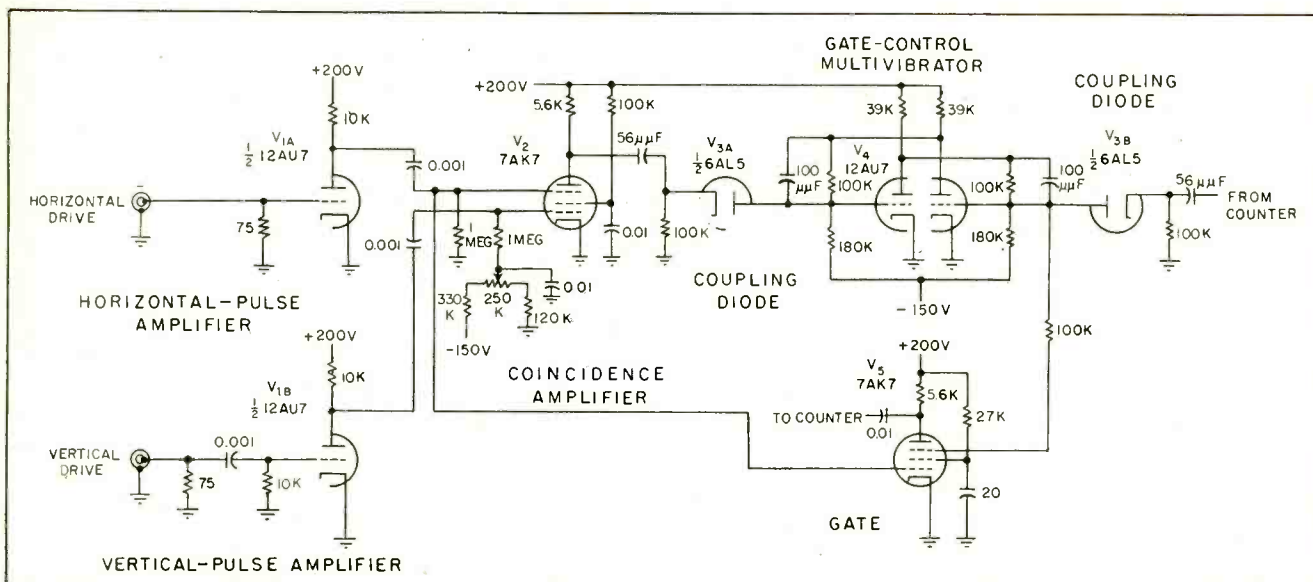 GATE-CONTROL
MULTIVIBRATOR
COUPLING
DIODE
+200V
10K
V1A
½ 12AU7
0.001
HORIZONTAL
DRIVE
75
HORIZONTAL-PULSE
AMPLIFIER
+200V
5.6K
100K
V2
7AK7
56μμF
V3A
½ 6AL5
100K
0.01
1
MEG
1MEG
0.001
330
K
250
K
0.01
120K
-150V
COINCIDENCE
AMPLIFIER
COUPLING
DIODE
39K
39K
V4
12AU7
100
μμF
100K
100K
100
μμF
180K
180K
-150V
V3B
½ 6AL5
56μμF
FROM
COUNTER
100K
100K
+200V
10K
V1B
½ 12AU7
VERTICAL
DRIVE
0.001
75
10K
VERTICAL-PULSE AMPLIFIER
+200V
V5
7AK7
5.6K
27K
TO COUNTER
0.01
20
GATE